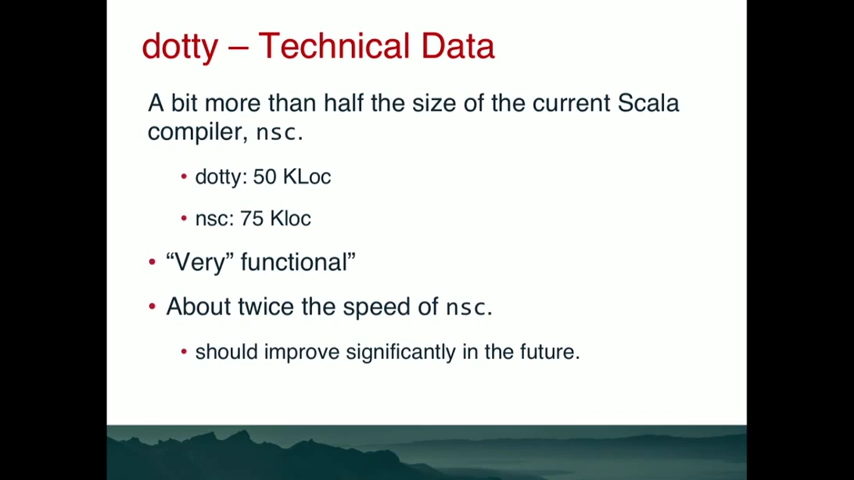 dotty – Technical Data
A bit more than half the size of the current Scala
compiler, nsc.
• dotty: 50 KLoc
• nsc: 75 Kloc
• “Very” functional”
• About twice the speed of nsc.
• should improve significantly in the future.